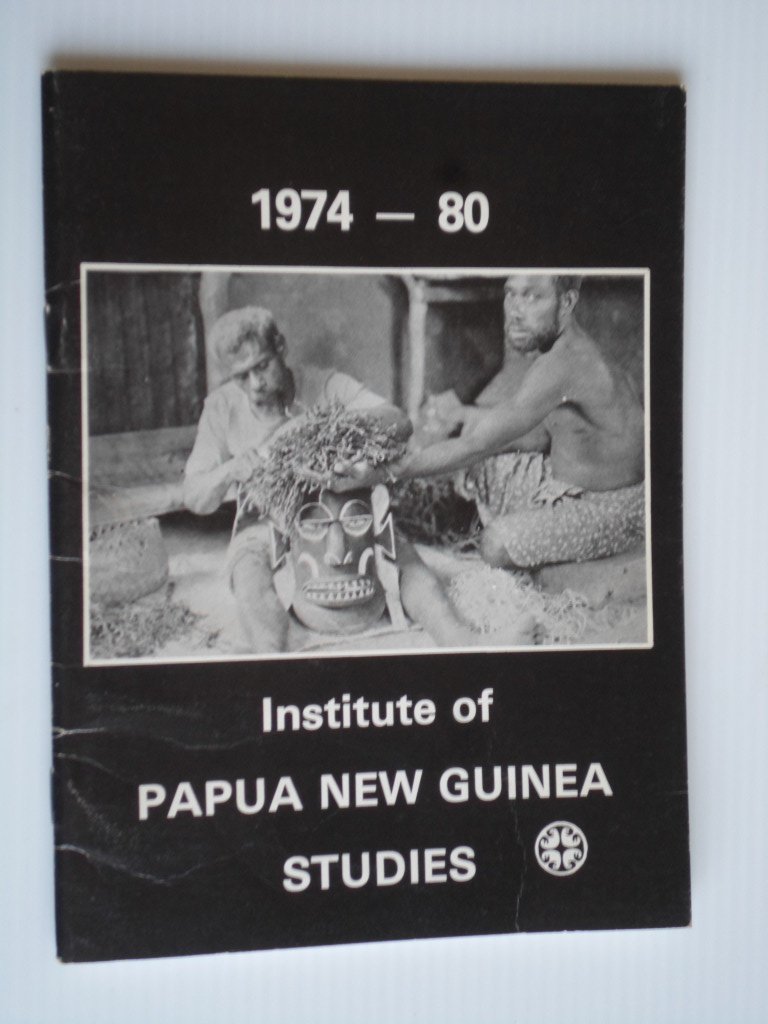 1974 — 80
Institute of
PAPUA NEW GUINEA
STUDIES